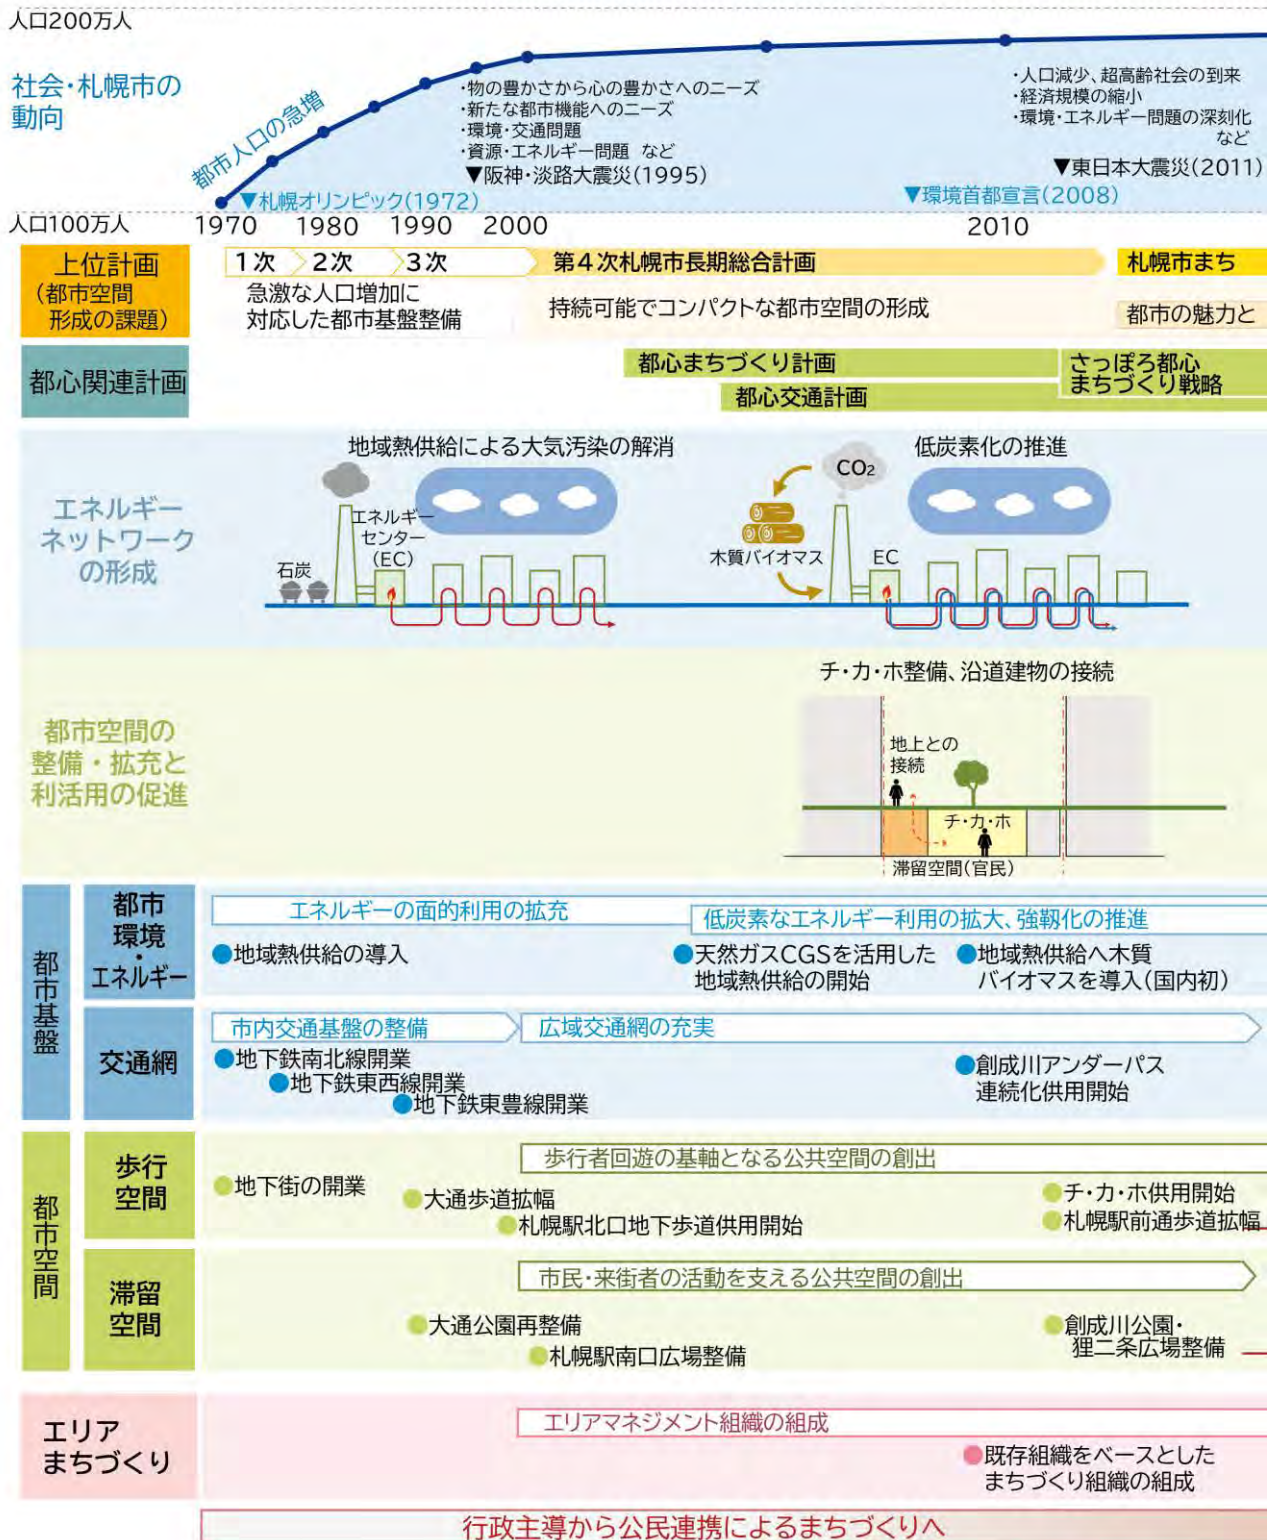 人口200万人
社会・札幌市の
動向
都市人口の急増
・物の豊かさから心の豊かさへのニーズ
・新たな都市機能へのニーズ
・環境・交通問題
・資源・エネルギー問題 など
▼阪神・淡路大震災(1995)
・人口減少、超高齢社会の到来
・経済規模の縮小
・環境・エネルギー問題の深刻化
など
▼東日本大震災(2011)
▼札幌オリンピック(1972)
▼環境首都宣言(2008)
人口100万人
1970 1980 1990 2000 2010
上位計画
(都市空間
形成の課題)
1次 2次 3次
第4次札幌市長期総合計画
札幌市まち
急激な人口増加に
対応した都市基盤整備
持続可能でコンパクトな都市空間の形成
都市の魅力と
都心関連計画
都心まちづくり計画
都心交通計画
さっぽろ都心
まちづくり戦略
エネルギー
ネットワーク
の形成
地域熱供給による大気汚染の解消
エネルギー
センター
(EC)
石炭
低炭素化の推進
CO2
木質バイオマス
EC
都市空間の
整備・拡充と
利活用の促進
チ・カ・ホ整備、沿道建物の接続
地上との
接続
チ・カ・ホ
滞留空間(官民)
都市基盤
都市
環境
・
エネルギー
エネルギーの面的利用の拡充
低炭素なエネルギー利用の拡大、強靱化の推進
●地域熱供給の導入
●天然ガスCGSを活用した
地域熱供給の開始
●地域熱供給へ木質
バイオマスを導入(国内初)
交通網
市内交通基盤の整備
広域交通網の充実
●地下鉄南北線開業
●地下鉄東西線開業
●地下鉄東豊線開業
●創成川アンダーパス
連続化供用開始
都市空間
歩行
空間
歩行者回遊の基軸となる公共空間の創出
●地下街の開業
●大通歩道拡幅
●札幌駅北口地下歩道供用開始
●チ・カ・ホ供用開始
●札幌駅前通歩道拡幅
滞留
空間
市民・来街者の活動を支える公共空間の創出
●大通公園再整備
●札幌駅南口広場整備
●創成川公園・
狸二条広場整備
エリア
まちづくり
エリアマネジメント組織の組成
●既存組織をベースとした
まちづくり組織の組成
行政主導から公民連携によるまちづくりへ